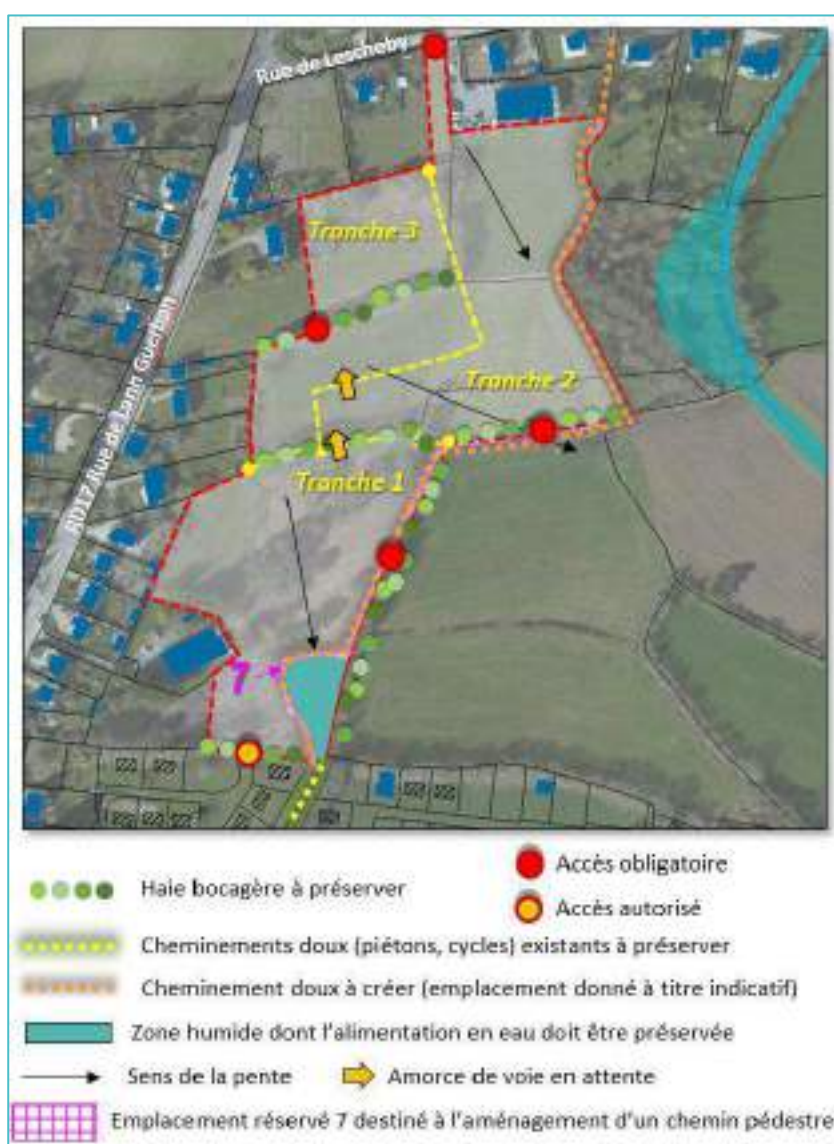 Rue de Lescheby
Tranche 3
RD17 Rue de Yann Guerban
Tranche 2
Tranche 1
7
Haie bocagère à préserver
Accès obligatoire
Accès autorisé
Cheminements doux (piétons, cycles) existants à préserver
Cheminement doux à créer (emplacement donné à titre indicatif)
Zone humide dont l'alimentation en eau doit être préservée
Sens de la pente
Amorce de voie en attente
Emplacement réservé 7 destiné à l'aménagement d'un chemin pédestre